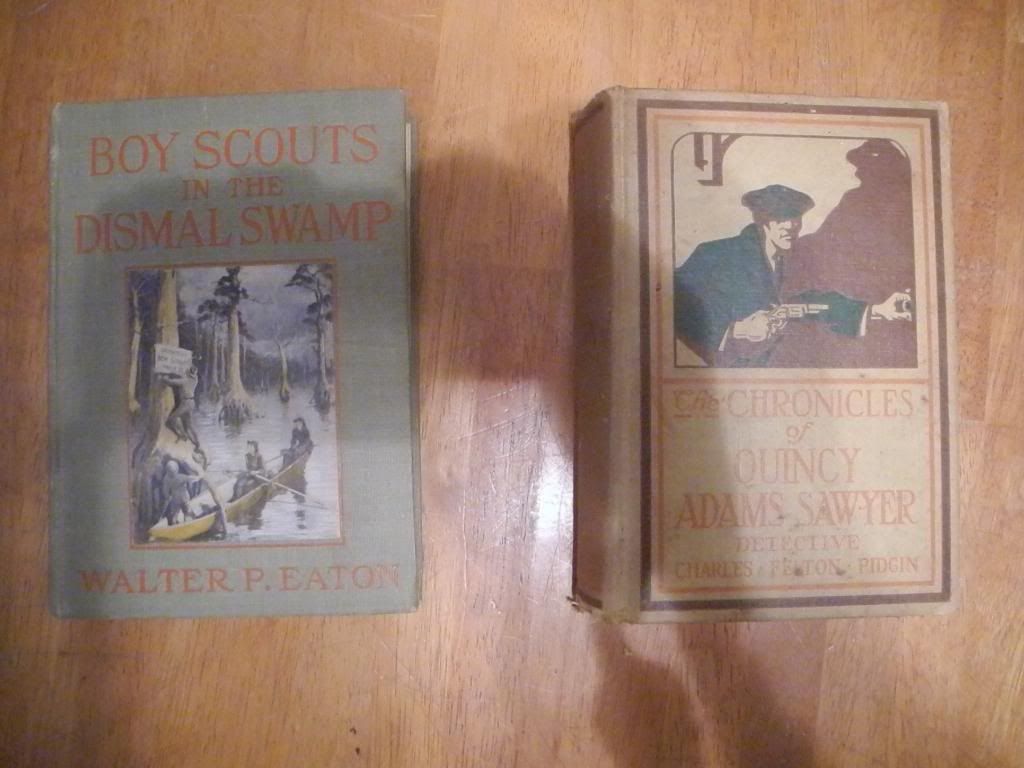 BOY SCOUTS
IN THE
DISMAL SWAMP
WALTER P. EATON
The CHRONICLES
of
QUINCY
ADAMS SAWYER
DETECTIVE
CHARLES FELTON PIDGIN